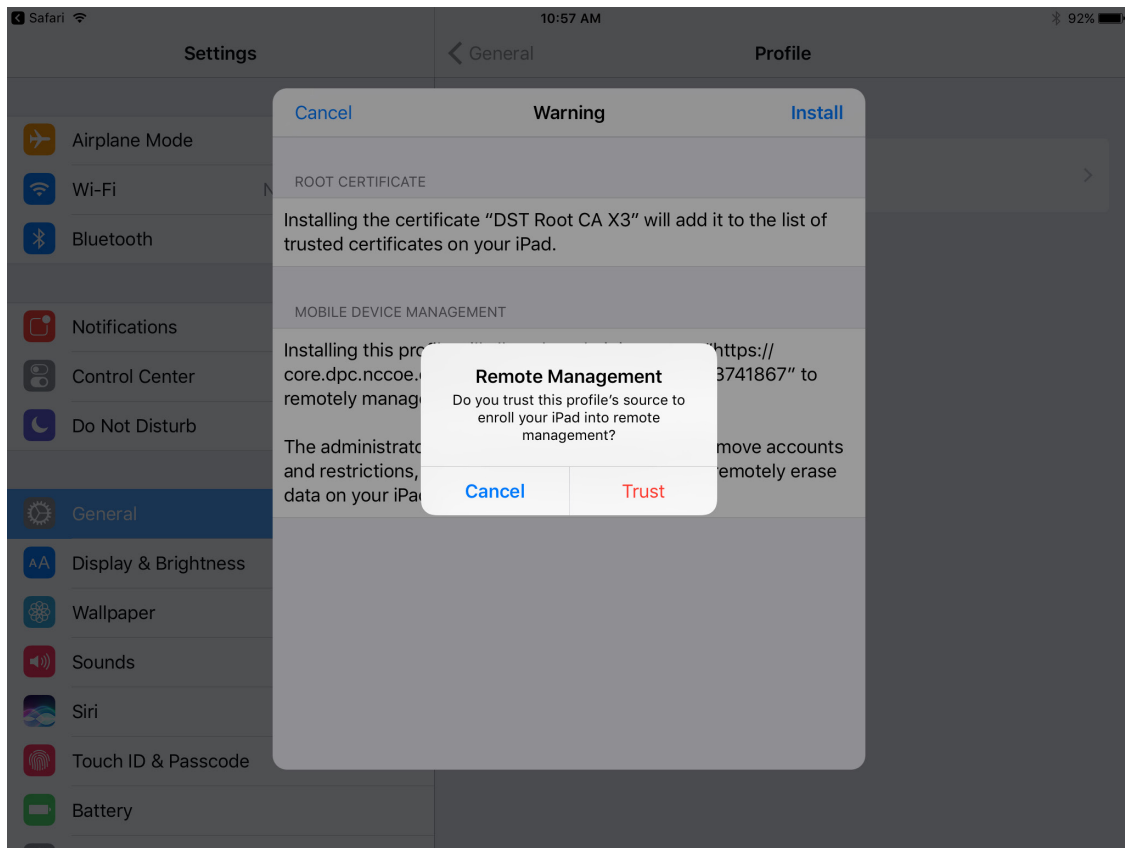 Safari
10:57 AM
92%
Settings
General
Profile
Cancel
Warning
Install
Airplane Mode
Wi-Fi
N
Bluetooth
Notifications
Control Center
Do Not Disturb
General
Display & Brightness
Wallpaper
Sounds
Siri
Touch ID & Passcode
Battery
ROOT CERTIFICATE
Installing the certificate “DST Root CA X3” will add it to the list of
trusted certificates on your iPad.
MOBILE DEVICE MANAGEMENT
Installing this https://
core.dpc.nccoe. 3741867” to
remotely
The move accounts
and restrictions, remotely erase
data on your
Remote Management
Do you trust this profile’s source to
enroll your iPad into remote
management?
Cancel
Trust